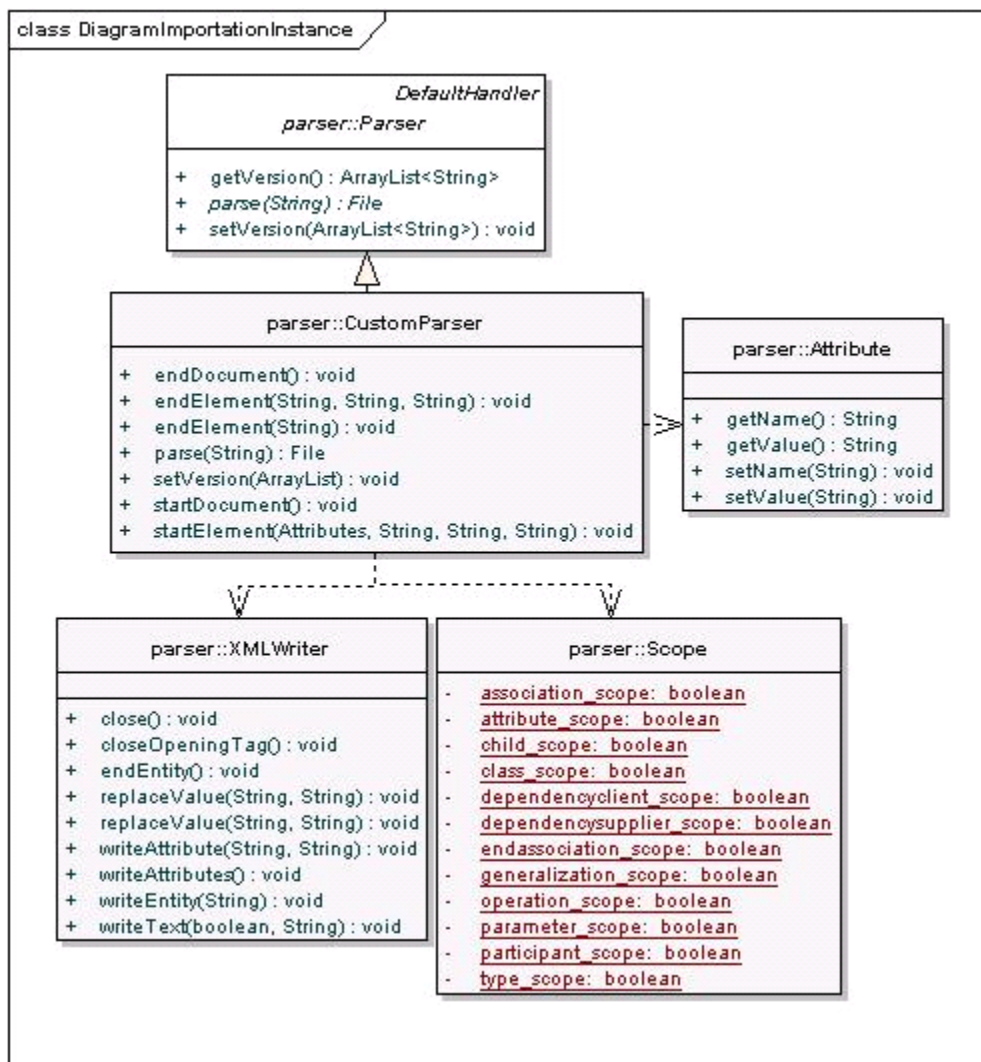 class DiagramImportationInstance
DefaultHandler
parser::Parser
+ getVersion() : ArrayList<String>
+ parse(String) : File
+ setVersion(ArrayList<String>) : void
parser::CustomParser
+ endDocument() : void
+ endElement(String, String, String) : void
+ endElement(String) : void
+ parse(String) : File
+ setVersion(ArrayList) : void
+ startDocument() : void
+ startElement(Attributes, String, String, String) : void
parser::Attribute
+ getName() : String
+ getValue() : String
+ setName(String) : void
+ setValue(String) : void
parser::XMLWriter
+ close() : void
+ closeOpeningTag() : void
+ endEntity() : void
+ replaceValue(String, String) : void
+ replaceValue(String, String) : void
+ writeAttribute(String, String) : void
+ writeAttributes() : void
+ writeEntity(String) : void
+ writeText(boolean, String) : void
parser::Scope
- association_scope: boolean
- attribute_scope: boolean
- child_scope: boolean
- class_scope: boolean
- dependencyclient_scope: boolean
- dependencysupplier_scope: boolean
- endassociation_scope: boolean
- generalization_scope: boolean
- operation_scope: boolean
- parameter_scope: boolean
- participant_scope: boolean
- type_scope: boolean